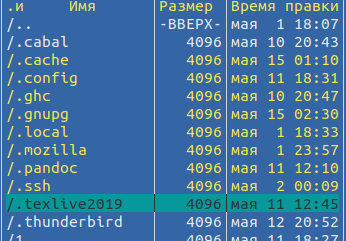 .и Имя Размер Время правки
/.. -ВВЕРХ- мая 1 18:07
/.cabal 4096 мая 10 20:43
/.cache 4096 мая 15 01:10
/.config 4096 мая 11 18:31
/.ghc 4096 мая 10 20:47
/.gnupg 4096 мая 15 02:30
/.local 4096 мая 1 18:33
/.mozilla 4096 мая 1 23:57
/.pandoc 4096 мая 11 12:10
/.ssh 4096 мая 2 00:09
/.texlive2019 4096 мая 11 12:45
/.thunderbird 4096 мая 12 20:52
4096 мая 11 18:27